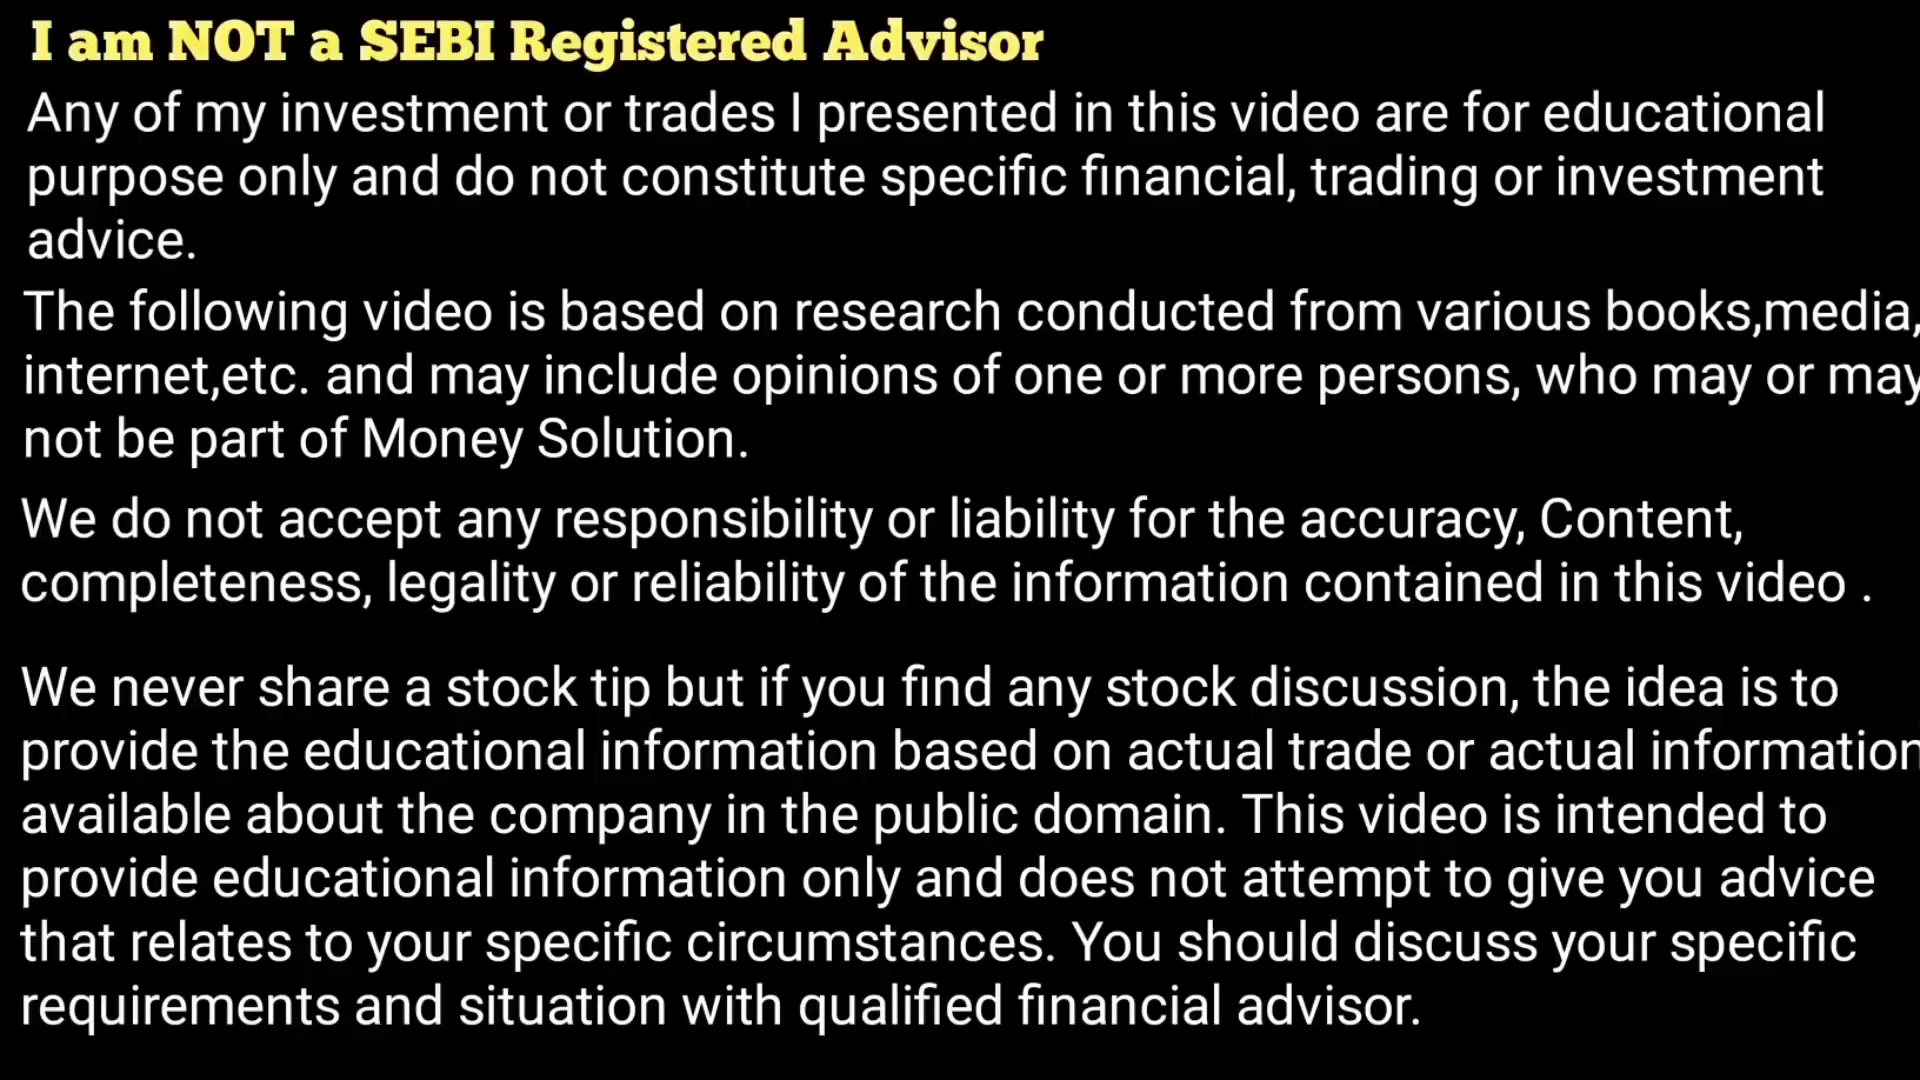 I am NOT a SEBI Registered Advisor
Any of my investment or trades I presented in this video are for educational
purpose only and do not constitute specific financial, trading or investment
advice.
The following video is based on research conducted from various books,media,
internet,etc. and may include opinions of one or more persons, who may or may
not be part of Money Solution.
We do not accept any responsibility or liability for the accuracy, Content,
completeness, legality or reliability of the information contained in this video .
We never share a stock tip but if you find any stock discussion, the idea is to
provide the educational information based on actual trade or actual information
available about the company in the public domain. This video is intended to
provide educational information only and does not attempt to give you advice
that relates to your specific circumstances. You should discuss your specific
requirements and situation with qualified financial advisor.